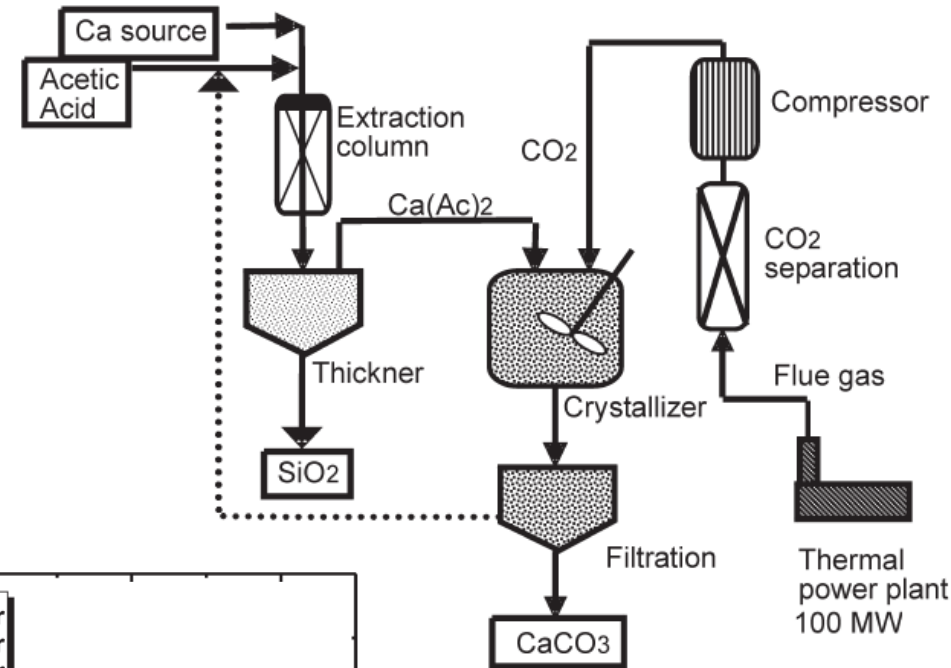 Ca source
Acetic
Acid
Extraction
column
Ca(Ac)2
CO2
Compressor
CO2
separation
Flue gas
Thickner
Crystallizer
SiO2
Filtration
Thermal
power plant
100 MW
CaCO3